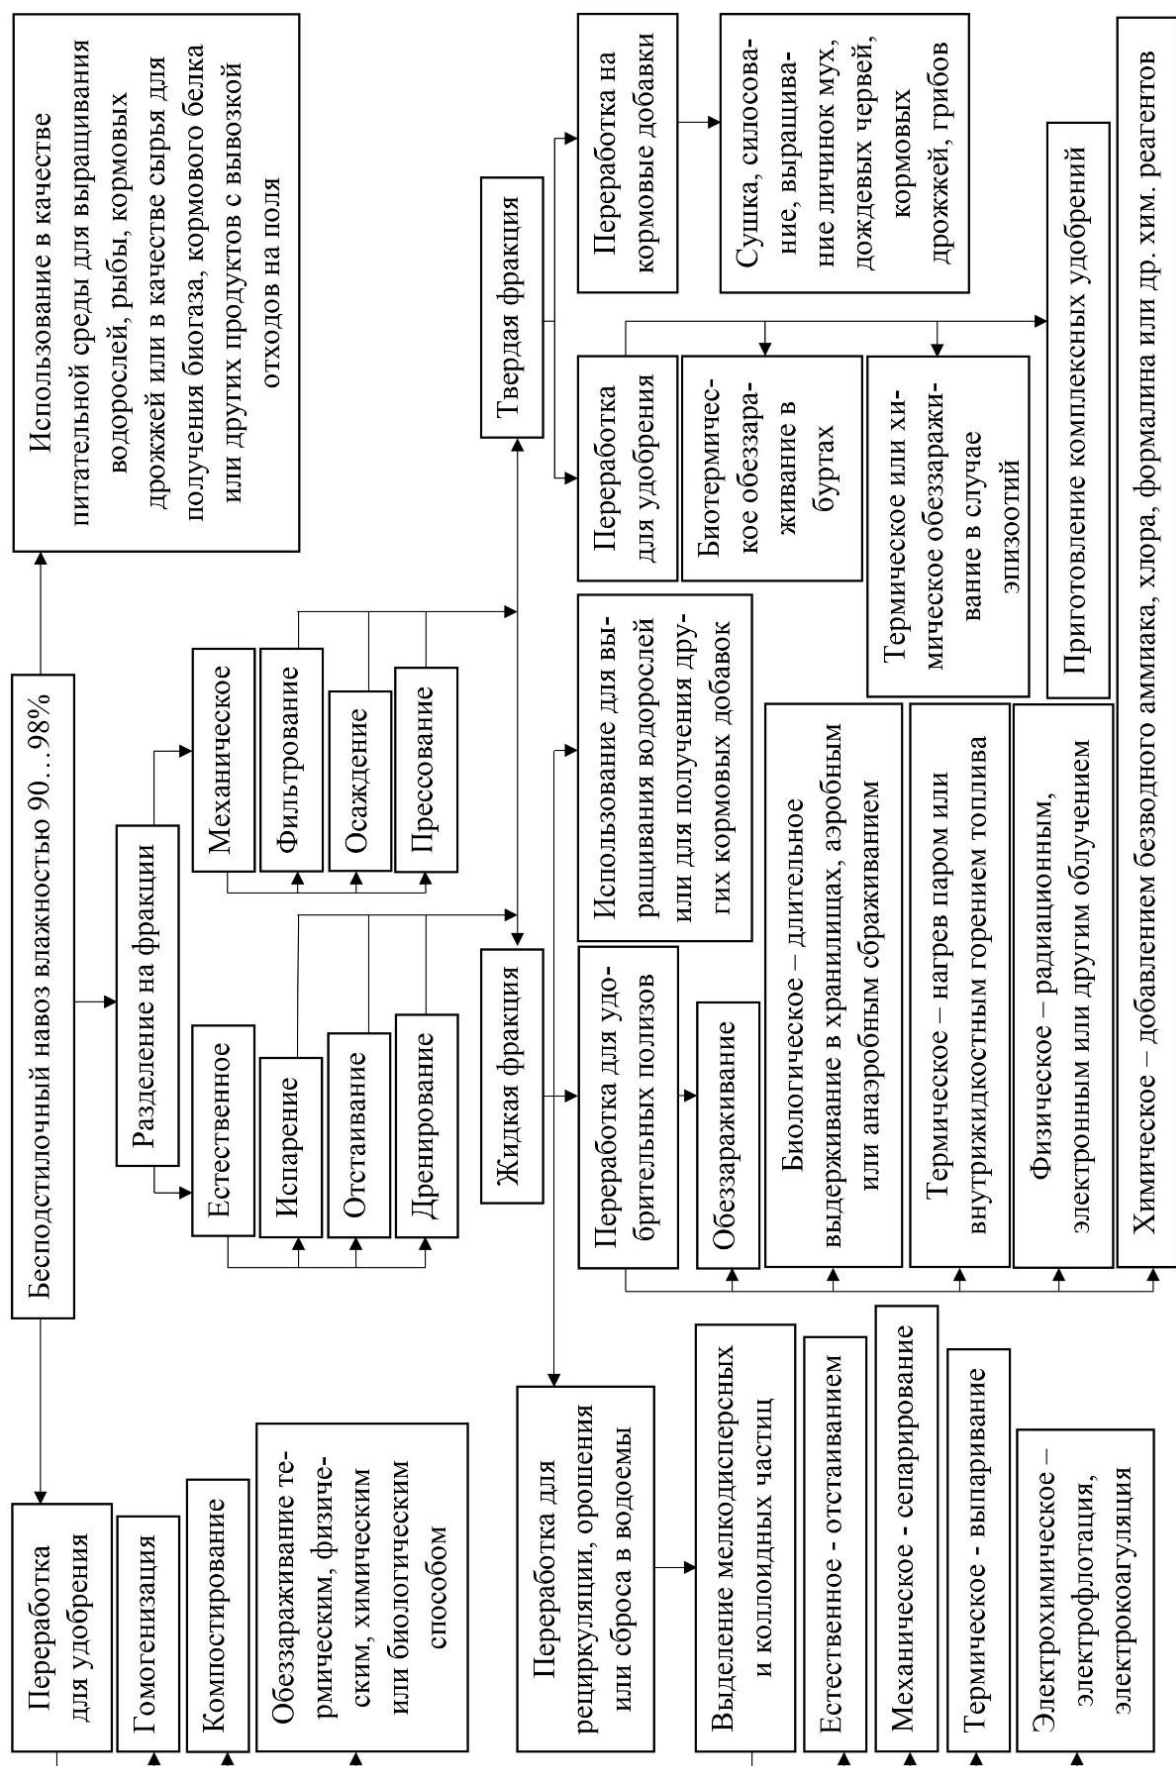 Бесподстилочный навоз влажностью 90…98%
Переработка
для удобрения
Гомогенизация
Компостирование
Обеззараживание те-
рмическим, физиче-
ским, химическим
или биологическим
способом
Разделение на фракции
Естественное
Испарение
Отстаивание
Дренирование
Механическое
Фильтрование
Осаждение
Прессование
Использование в качестве
питательной среды для выращивания
водорослей, рыбы, кормовых
дрожжей или в качестве сырья для
получения биогаза, кормового белка
или других продуктов с вывозкой
отходов на поля
Жидкая фракция
Твердая фракция
Переработка для
рециркуляции, орошения
или сброса в водоемы
Выделение мелкодисперсных
и коллоидных частиц
Естественное - отстаиванием
Механическое - сепарирование
Термическое - выпаривание
Электрохимическое –
электрофлотация,
электрокоагуляция
Переработка для удо-
брительных полизов
Обеззараживание
Биологическое – длительное
выдерживание в хранилищах, аэробным
или анаэробным сбраживанием
Термическое – нагрев паром или
внутрижидкостным горением топлива
Физическое – радиационным,
электронным или другим облучением
Химическое – добавлением безводного аммиака, хлора, формалина или др. хим. реагентов
Использование для вы-
ращивания водорослей
или для получения дру-
гих кормовых добавок
Переработка
для удобрения
Биотермичес-
кое обеззара-
живание в
буртах
Термическое или хи-
мическое обеззаражи-
вание в случае
эпизоотий
Приготовление комплексных удобрений
Переработка на
кормовые добавки
Сушка, силосова-
ние, выращива-
ние личинок мух,
дождевых червей,
кормовых
дрожжей, грибов